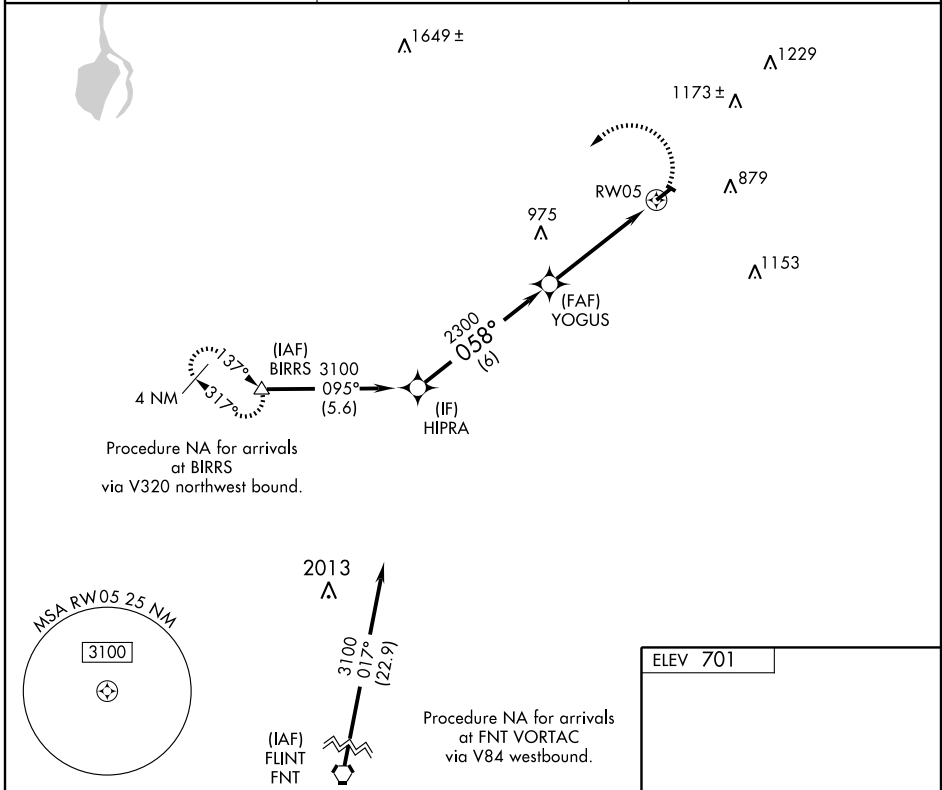 1649 ±
1229
1173 ±
879
RW05
975
1153
(FAF)
YOGUS
2300
058°
(6)
(IAF)
BIRRS
3100
095°
(5.6)
137°
317°
4 NM
(IF)
HIPRA
Procedure NA for arrivals
at BIRRS
via V320 northwest bound.
2013
MSA RW05 25 NM
3100
3100
017°
(22.9)
(IAF)
FLINT
FNT
Procedure NA for arrivals
at FNT VORTAC
via V84 westbound.
ELEV 701